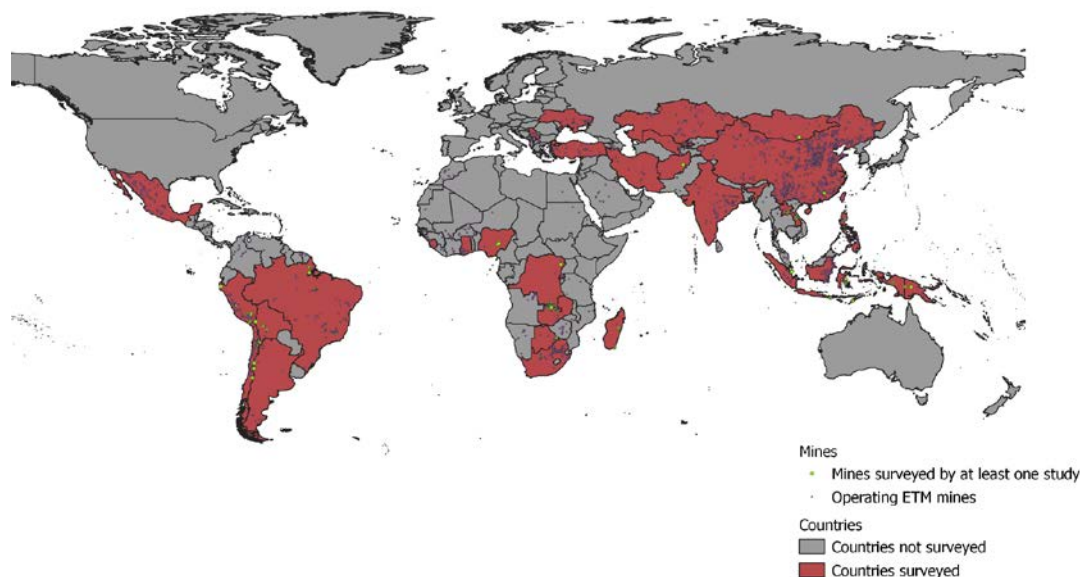 Mines
Mines surveyed by at least one study
Operating ETM mines
Countries
Countries not surveyed
Countries surveyed